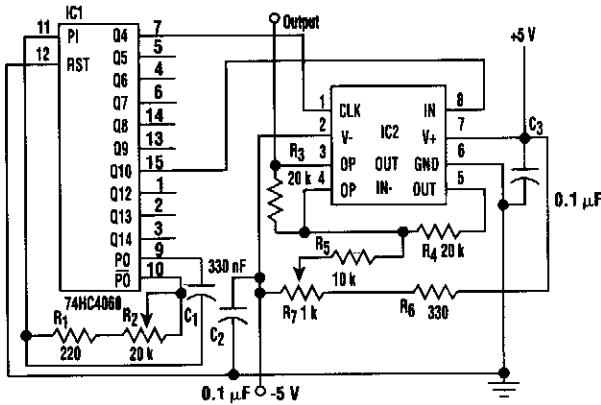 IC1
11 PI Q4 7
12 RST Q5 5
Q6 4
Q7 6
Q8 14
Q9 13
Q10 15
Q12 1
Q13 2
Q14 3
PO 9
PO 10
74HC4060
Output
+5 V
1 CLK IN 8
2 V- IC2 V+ 7
3 OP OUT GND 6
4 OP IN- OUT 5
C3
0.1 µF
R3
20 k
R4 20 k
R5
10 k
R7 1 k
R6
330
330 nF
C1
C2
R1
220
R2
20 k
0.1 µF
-5 V